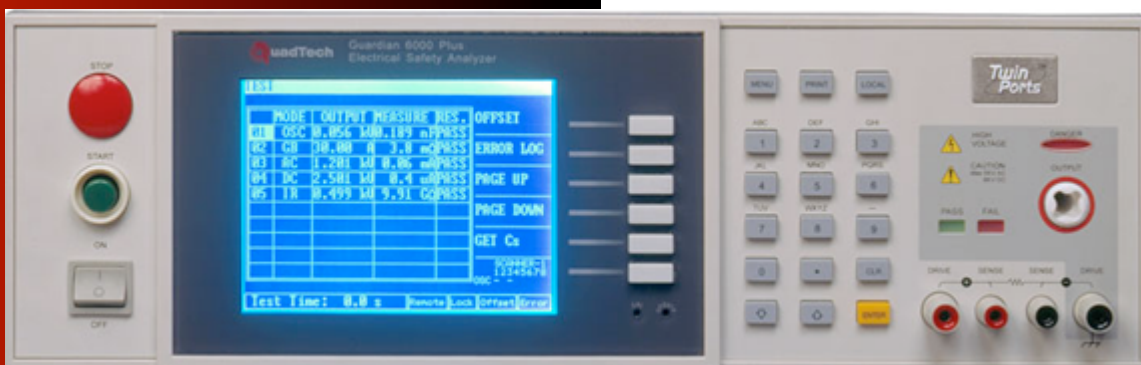 STOP
START
ON
OFF
QuadTech Guardian 6000 Plus
Electrical Safety Analyzer
TEST
MODE OUTPUT MEASURE RES.
01 OSC 0.056 kV 0.189 nF PASS
02 GB 30.00 A 3.8 mΩ PASS
03 AC 1.201 kV 0.06 mA PASS
04 DC 2.501 kV 0.4 uA PASS
05 IR 0.499 kV 9.91 GΩ PASS
OFFSET
ERROR LOG
PAGE UP
PAGE DOWN
GET Cs
SCANNER-1
12345678
OSC - -
Test Time: 0.0 s Remote Lock Offset Error
MENU PRINT LOCAL
ABC DEF GHI
1 2 3
JKL MNO PQRS
4 5 6
TUV WXYZ —
7 8 9
0 • CLR
ENTER
Twin
Ports
HIGH
VOLTAGE
DANGER
CAUTION
OUTPUT
PASS FAIL
DRIVE SENSE SENSE DRIVE